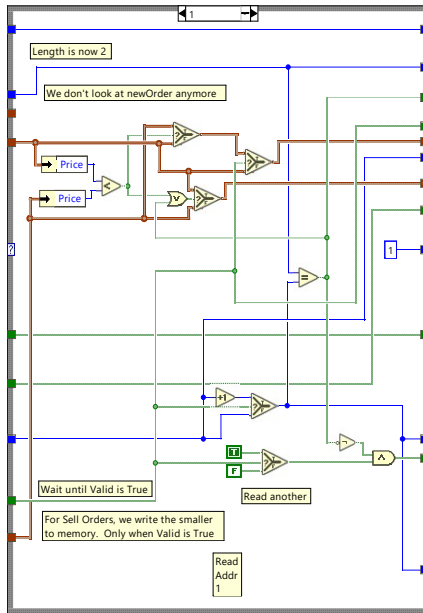 1
Length is now 2
We don't look at newOrder anymore
Price
<
Price
?
T
F
?
T
F
V
?
T
F
?
1
=
+1
?
T
F
T
F
?
T
F
¬
∧
Wait until Valid is True
Read another
For Sell Orders, we write the smaller
to memory. Only when Valid is True
Read
Addr
1